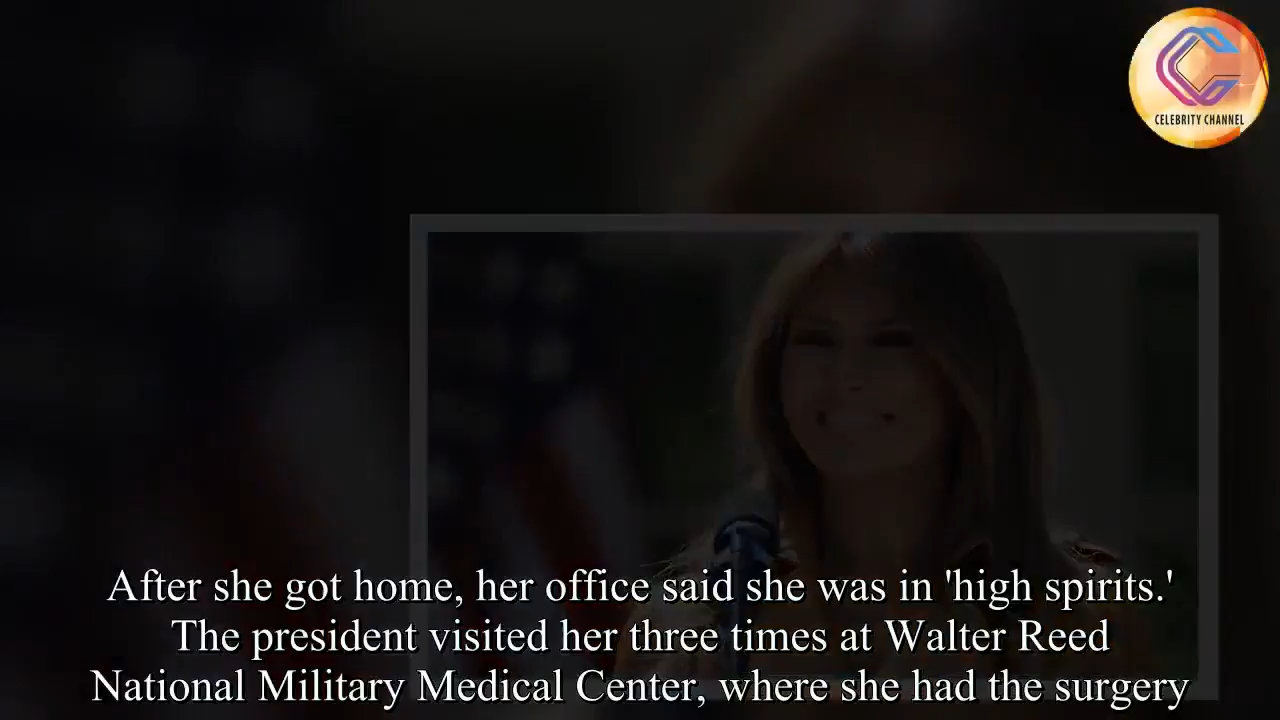 CELEBRITY CHANNEL
After she got home, her office said she was in 'high spirits.'
The president visited her three times at Walter Reed
National Military Medical Center, where she had the surgery